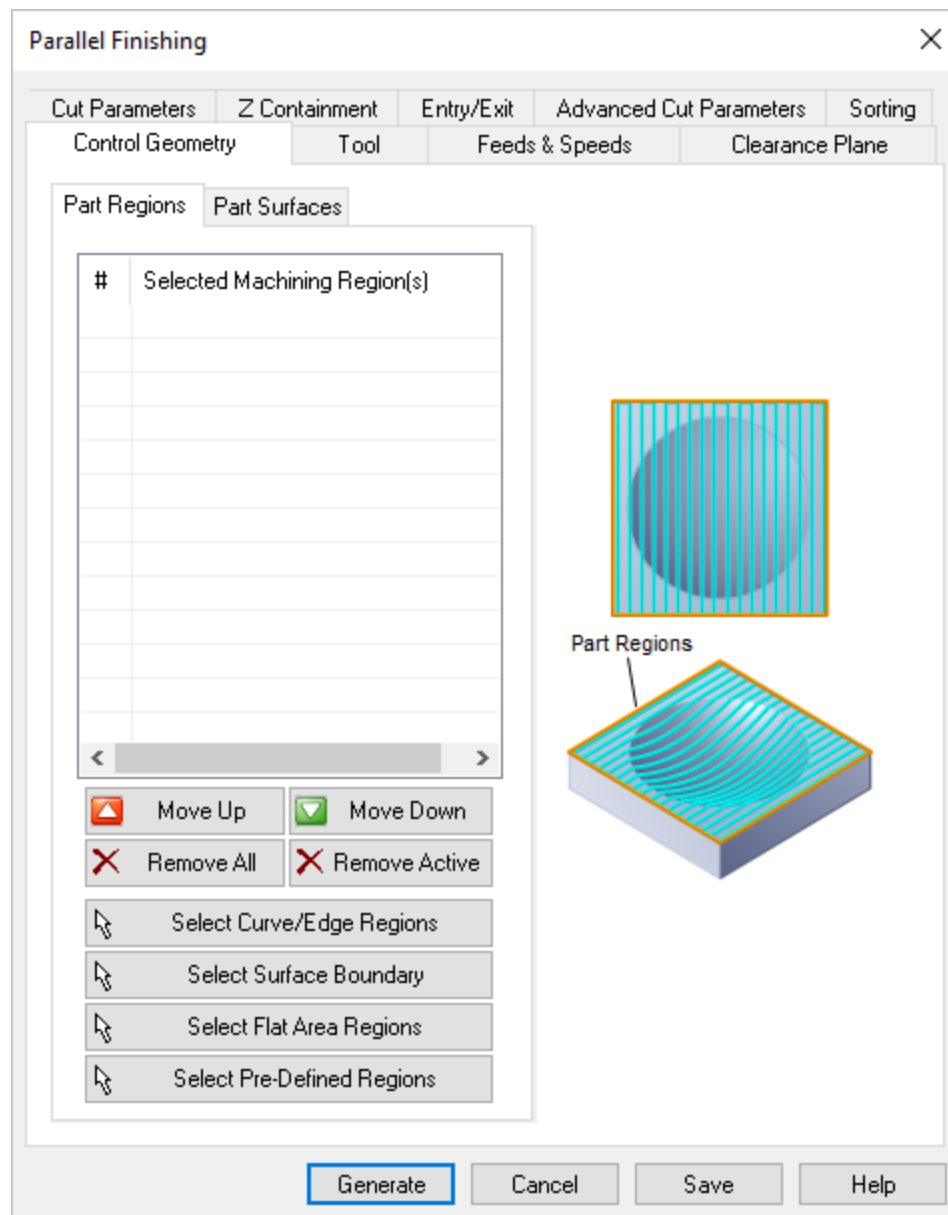 Parallel Finishing
Cut Parameters Z Containment Entry/Exit Advanced Cut Parameters Sorting
Control Geometry Tool Feeds & Speeds Clearance Plane
Part Regions Part Surfaces
# Selected Machining Region(s)
Part Regions
Move Up Move Down
Remove All Remove Active
Select Curve/Edge Regions
Select Surface Boundary
Select Flat Area Regions
Select Pre-Defined Regions
Generate Cancel Save Help